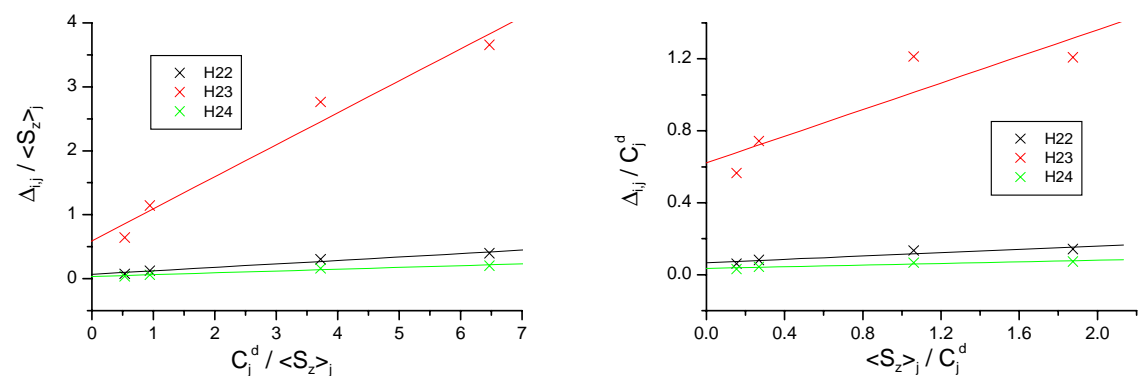 4
3
2
1
0
0 1 2 3 4 5 6 7
Δi,j / <Sz>j
Cjd / <Sz>j
H22
H23
H24
1.2
0.8
0.4
0.0
0.0 0.4 0.8 1.2 1.6 2.0
Δi,j / Cjd
<Sz>j / Cjd
H22
H23
H24